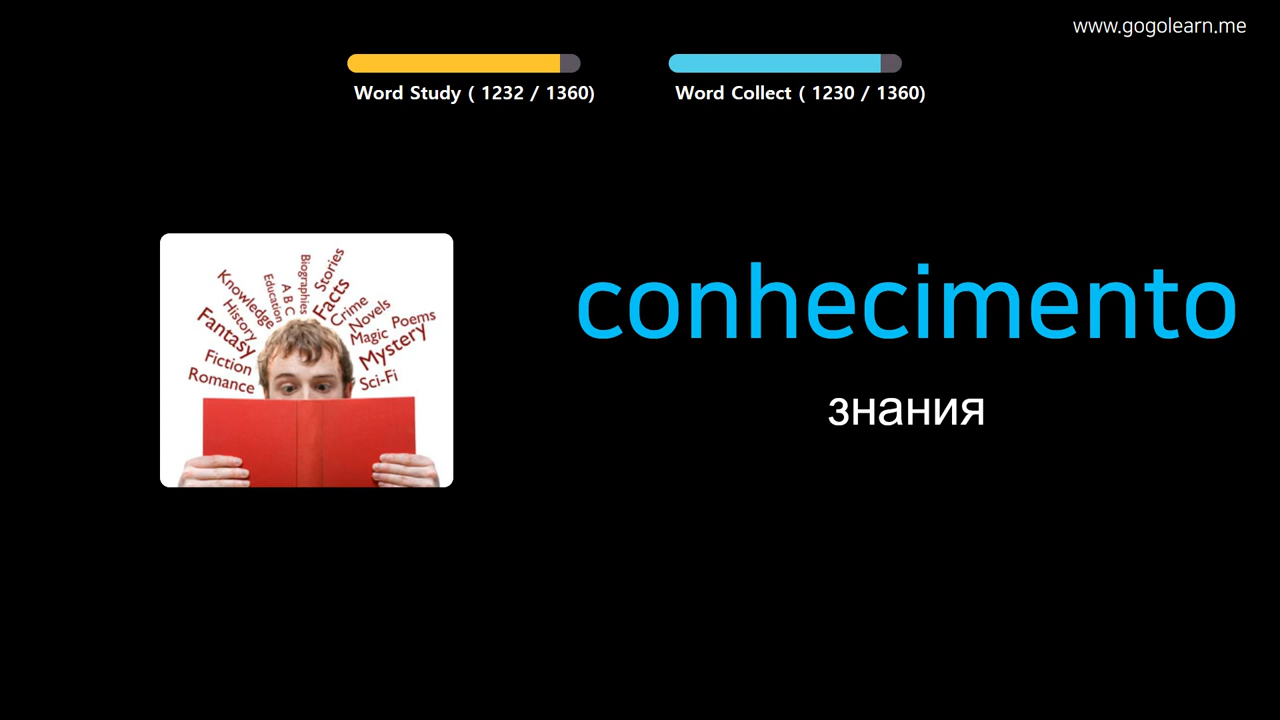 www.gogolearn.me
Word Study ( 1232 / 1360)
Word Collect ( 1230 / 1360)
conhecimento
знания
Knowledge
History
Fantasy
Fiction
Romance
Education
A B C
Biographies
Stories
Facts
Crime
Novels
Magic
Poems
Mystery
Sci-Fi